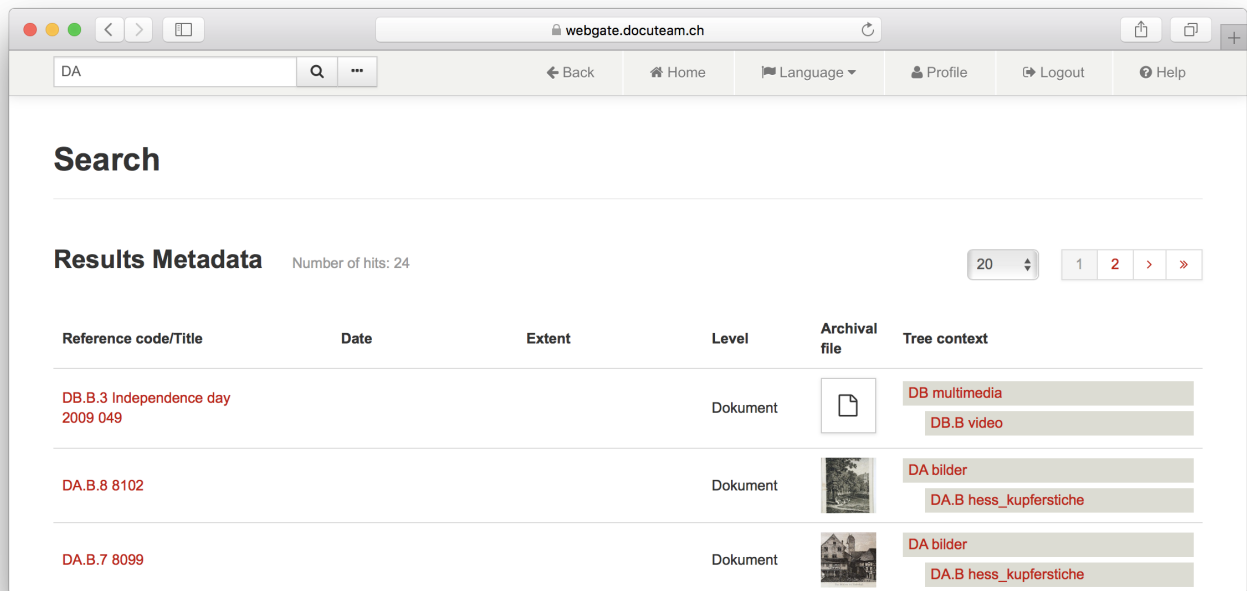 webgate.docuteam.ch
DA
Back
Home
Language
Profile
Logout
Help
Search
Results Metadata
Number of hits: 24
20
1
2
›
»
Reference code/Title
Date
Extent
Level
Archival
file
Tree context
DB.B.3 Independence day
2009 049
Dokument
DB multimedia
DB.B video
DA.B.8 8102
Dokument
DA bilder
DA.B hess_kupferstiche
DA.B.7 8099
Dokument
DA bilder
DA.B hess_kupferstiche